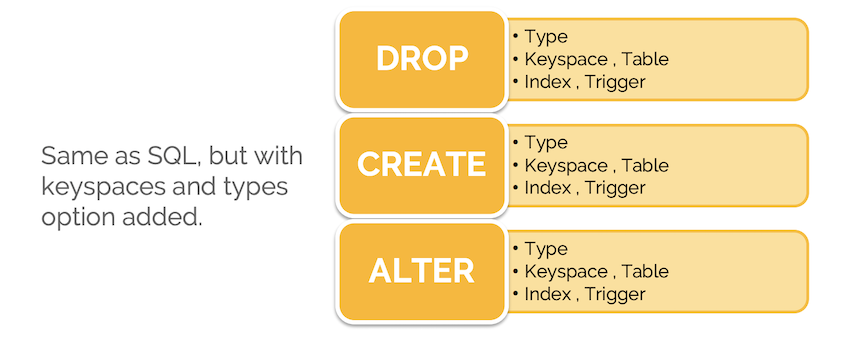 Same as SQL, but with
keyspaces and types
option added.
DROP
• Type
• Keyspace , Table
• Index , Trigger
CREATE
• Type
• Keyspace , Table
• Index , Trigger
ALTER
• Type
• Keyspace , Table
• Index , Trigger